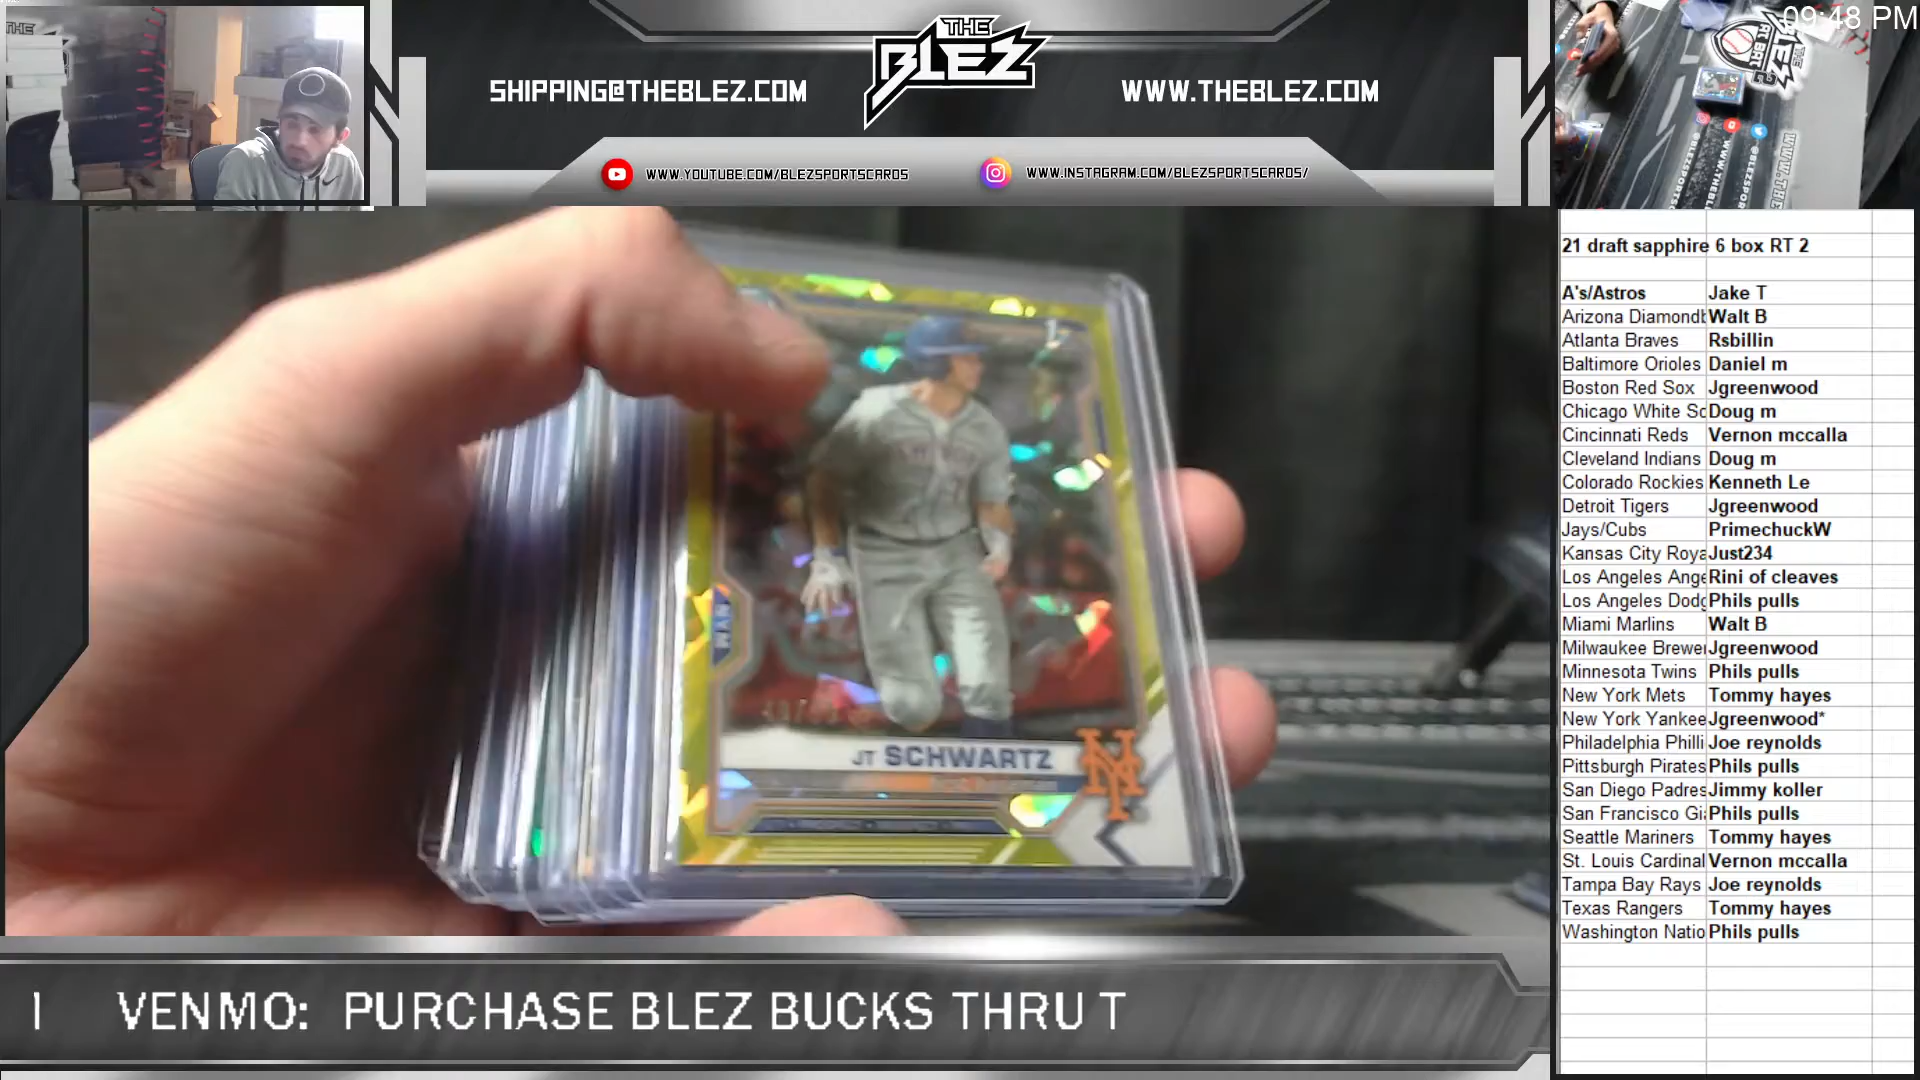 THE
BLEZ
SHIPPING@THEBLEZ.COM
WWW.THEBLEZ.COM
WWW.YOUTUBE.COM/BLEZSPORTSCARDS
WWW.INSTAGRAM.COM/BLEZSPORTSCARDS/
09:48 PM
21 draft sapphire 6 box RT 2
A's/Astros Jake T
Arizona Diamondb Walt B
Atlanta Braves Rsbillin
Baltimore Orioles Daniel m
Boston Red Sox Jgreenwood
Chicago White So Doug m
Cincinnati Reds Vernon mccalla
Cleveland Indians Doug m
Colorado Rockies Kenneth Le
Detroit Tigers Jgreenwood
Jays/Cubs PrimechuckW
Kansas City Roya Just234
Los Angeles Ange Rini of cleaves
Los Angeles Dodg Phils pulls
Miami Marlins Walt B
Milwaukee Brewer Jgreenwood
Minnesota Twins Phils pulls
New York Mets Tommy hayes
New York Yankee Jgreenwood*
Philadelphia Philli Joe reynolds
Pittsburgh Pirates Phils pulls
San Diego Padres Jimmy koller
San Francisco Gia Phils pulls
Seattle Mariners Tommy hayes
St. Louis Cardinal Vernon mccalla
Tampa Bay Rays Joe reynolds
Texas Rangers Tommy hayes
Washington Natio Phils pulls
NYM
JT SCHWARTZ
NY
| VENMO: PURCHASE BLEZ BUCKS THRU T